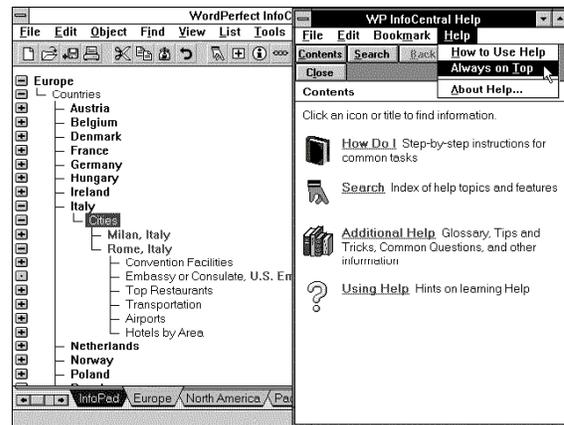 WordPerfect InfoC
File Edit Object Find View List Tools
Europe
Countries
Austria
Belgium
Denmark
France
Germany
Hungary
Ireland
Italy
Cities
Milan, Italy
Rome, Italy
Convention Facilities
Embassy or Consulate, U.S. Em
Top Restaurants
Transportation
Airports
Hotels by Area
Netherlands
Norway
Poland
InfoPad Europe North America Pac
WP InfoCentral Help
File Edit Bookmark Help
Contents Search Back
Close
How to Use Help
Always on Top
About Help...
Contents
Click an icon or title to find information.
How Do I Step-by-step instructions for
common tasks
Search Index of help topics and features
Additional Help Glossary, Tips and
Tricks, Common Questions, and other
information
Using Help Hints on learning Help